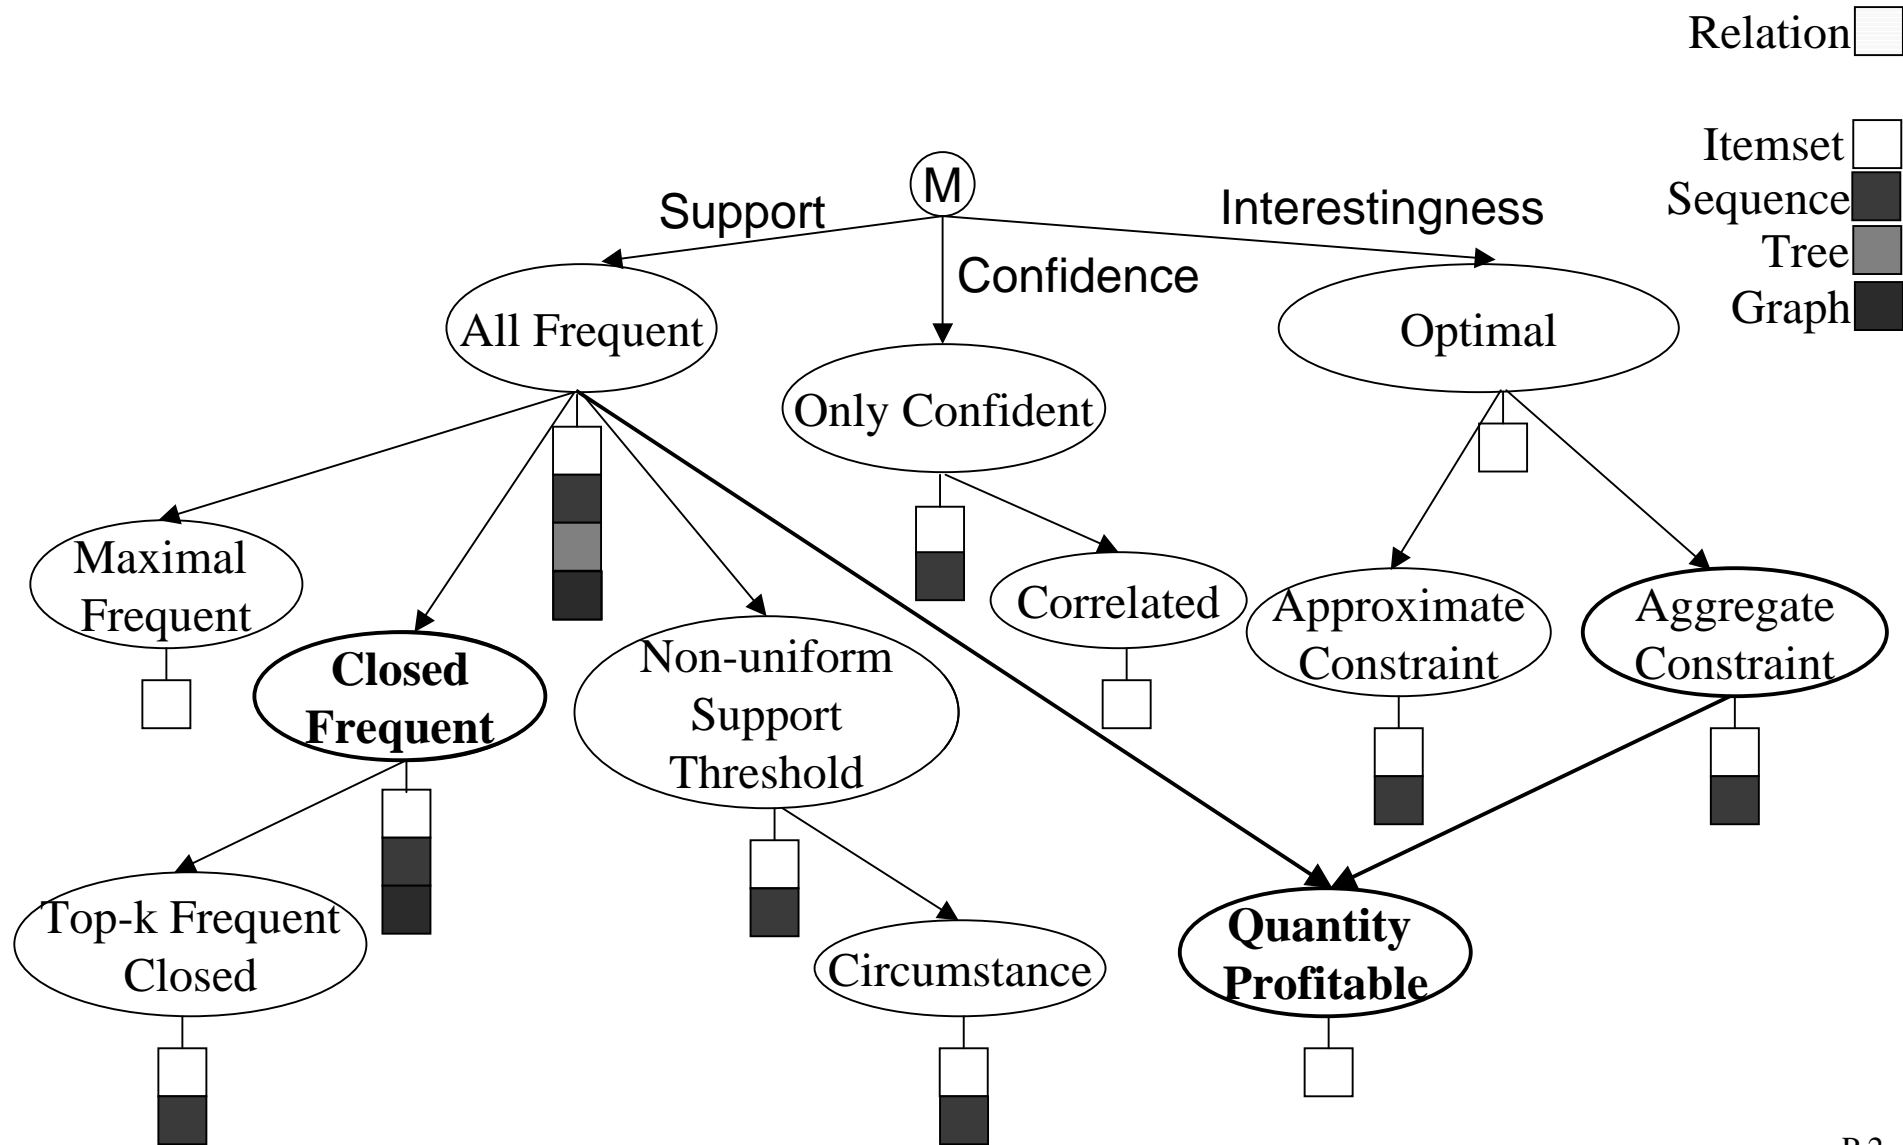 Relation
Itemset
Sequence
Tree
Graph
M
Support
Interestingness
Confidence
All Frequent
Optimal
Only Confident
Maximal
Frequent
Closed
Frequent
Non-uniform
Support
Threshold
Correlated
Approximate
Constraint
Aggregate
Constraint
Top-k Frequent
Closed
Circumstance
Quantity
Profitable